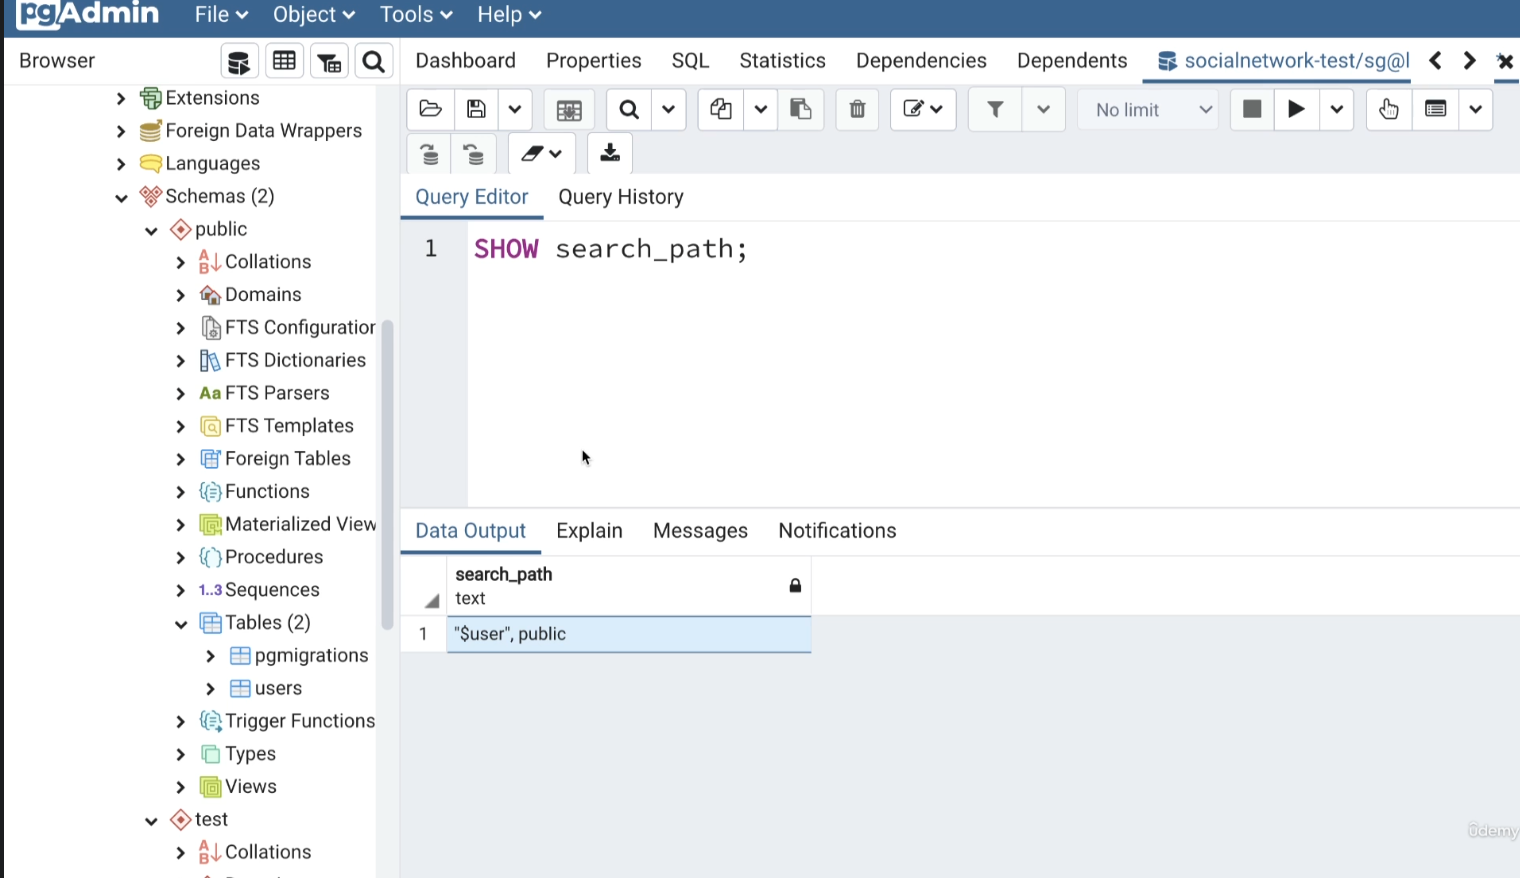 pgAdmin File Object Tools Help
Browser
Dashboard Properties SQL Statistics Dependencies Dependents socialnetwork-test/sg@l
Extensions
Foreign Data Wrappers
Languages
Schemas (2)
public
Collations
Domains
FTS Configuration
FTS Dictionaries
Aa FTS Parsers
FTS Templates
Foreign Tables
Functions
Materialized View
Procedures
1..3 Sequences
Tables (2)
pgmigrations
users
Trigger Functions
Types
Views
test
Collations
No limit
Query Editor Query History
1 SHOW search_path;
Data Output Explain Messages Notifications
search_path
text
1 "$user", public
ûdemy